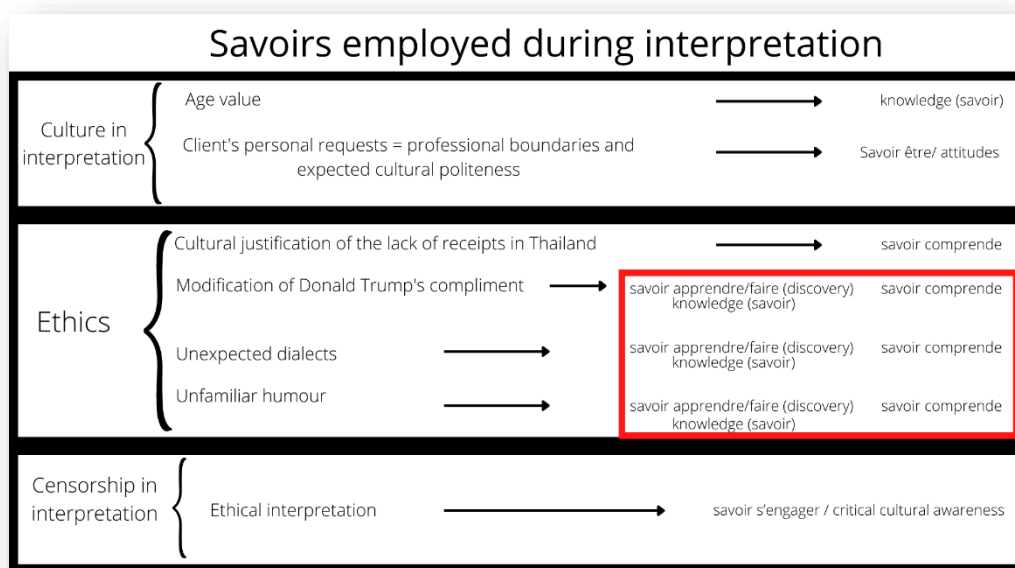 Savoirs employed during interpretation
Culture in
interpretation
Age value
knowledge (savoir)
Client's personal requests = professional boundaries and
expected cultural politeness
Savoir être/ attitudes
Ethics
Cultural justification of the lack of receipts in Thailand
savoir comprende
Modification of Donald Trump's compliment
savoir apprendre/faire (discovery)
knowledge (savoir)
savoir comprende
Unexpected dialects
savoir apprendre/faire (discovery)
knowledge (savoir)
savoir comprende
Unfamiliar humour
savoir apprendre/faire (discovery)
knowledge (savoir)
savoir comprende
Censorship in
interpretation
Ethical interpretation
savoir s’engager / critical cultural awareness